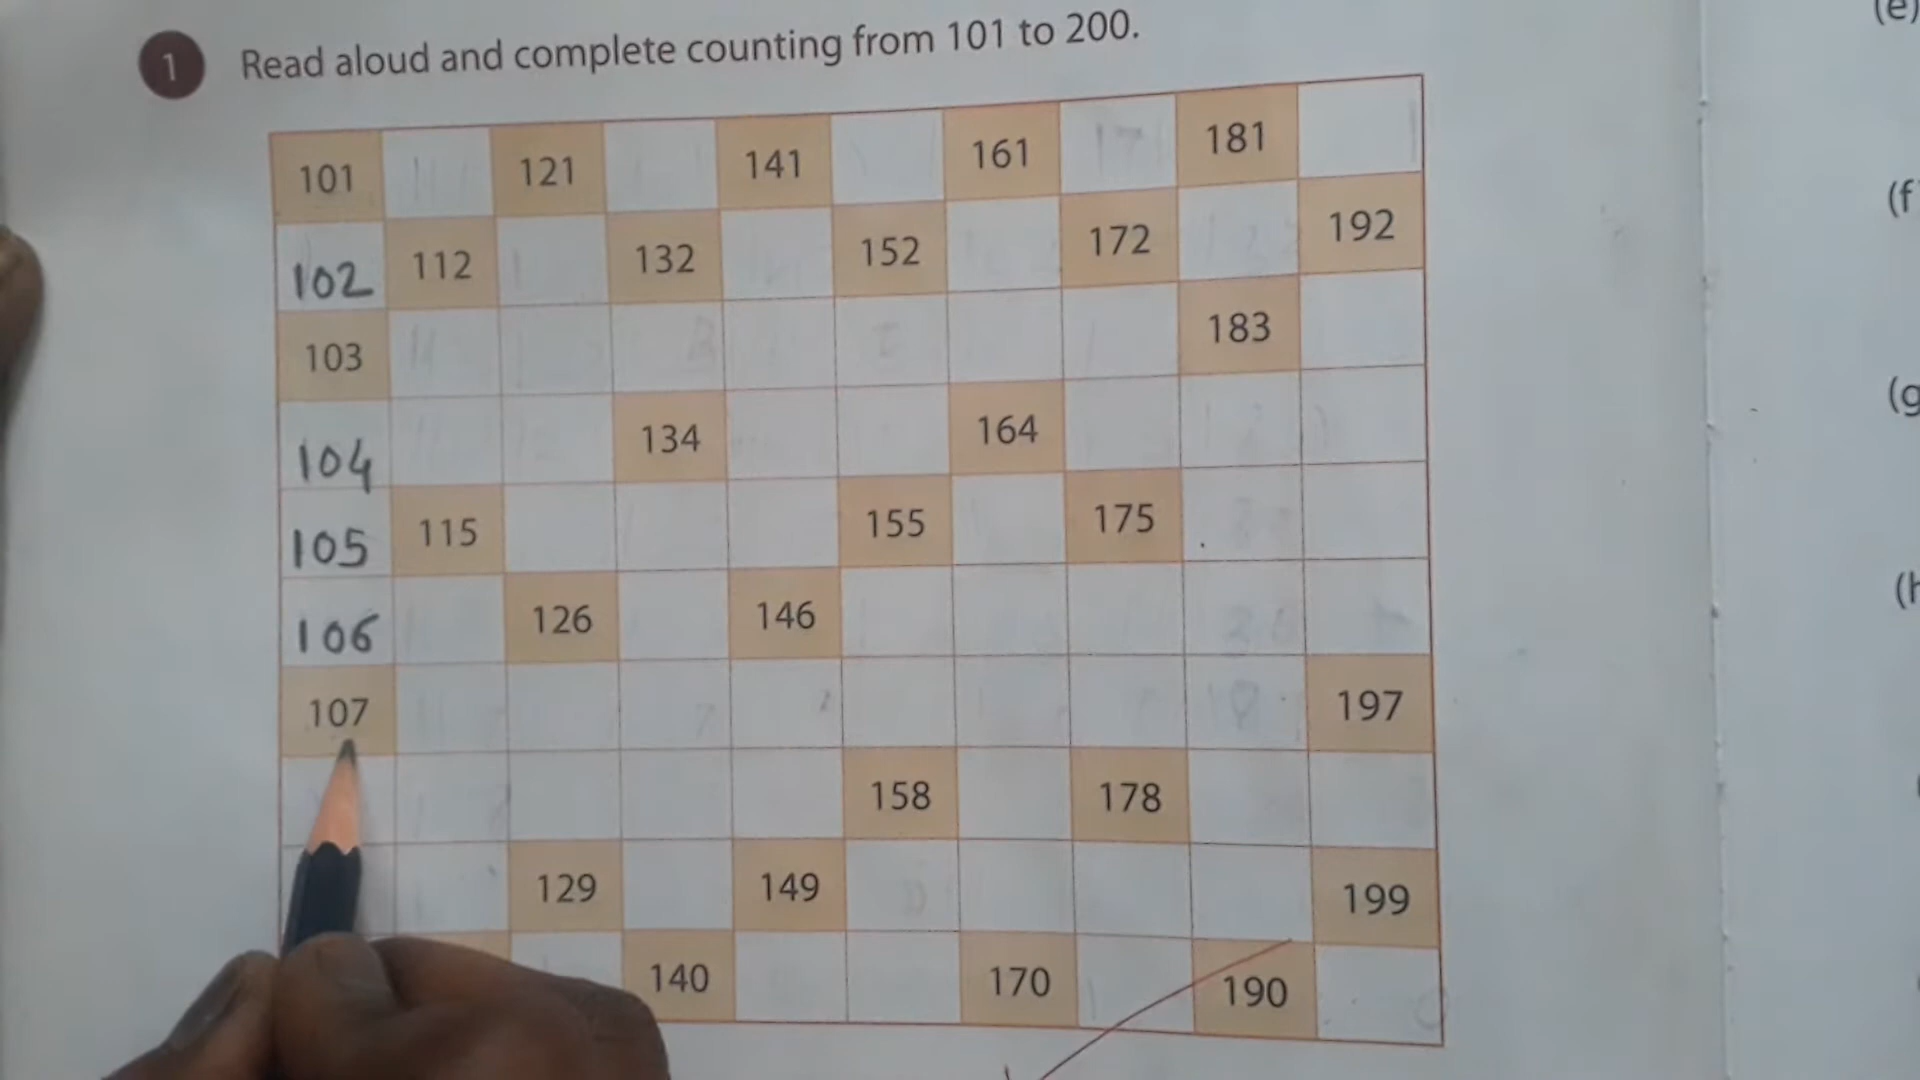 1 Read aloud and complete counting from 101 to 200.
101 121 141 161 181
102 112 132 152 172 192
103 183
104 134 164
105 115 155 175
106 126 146
107 197
158 178
129 149 199
140 170 190
(e)
(f
(g
(h